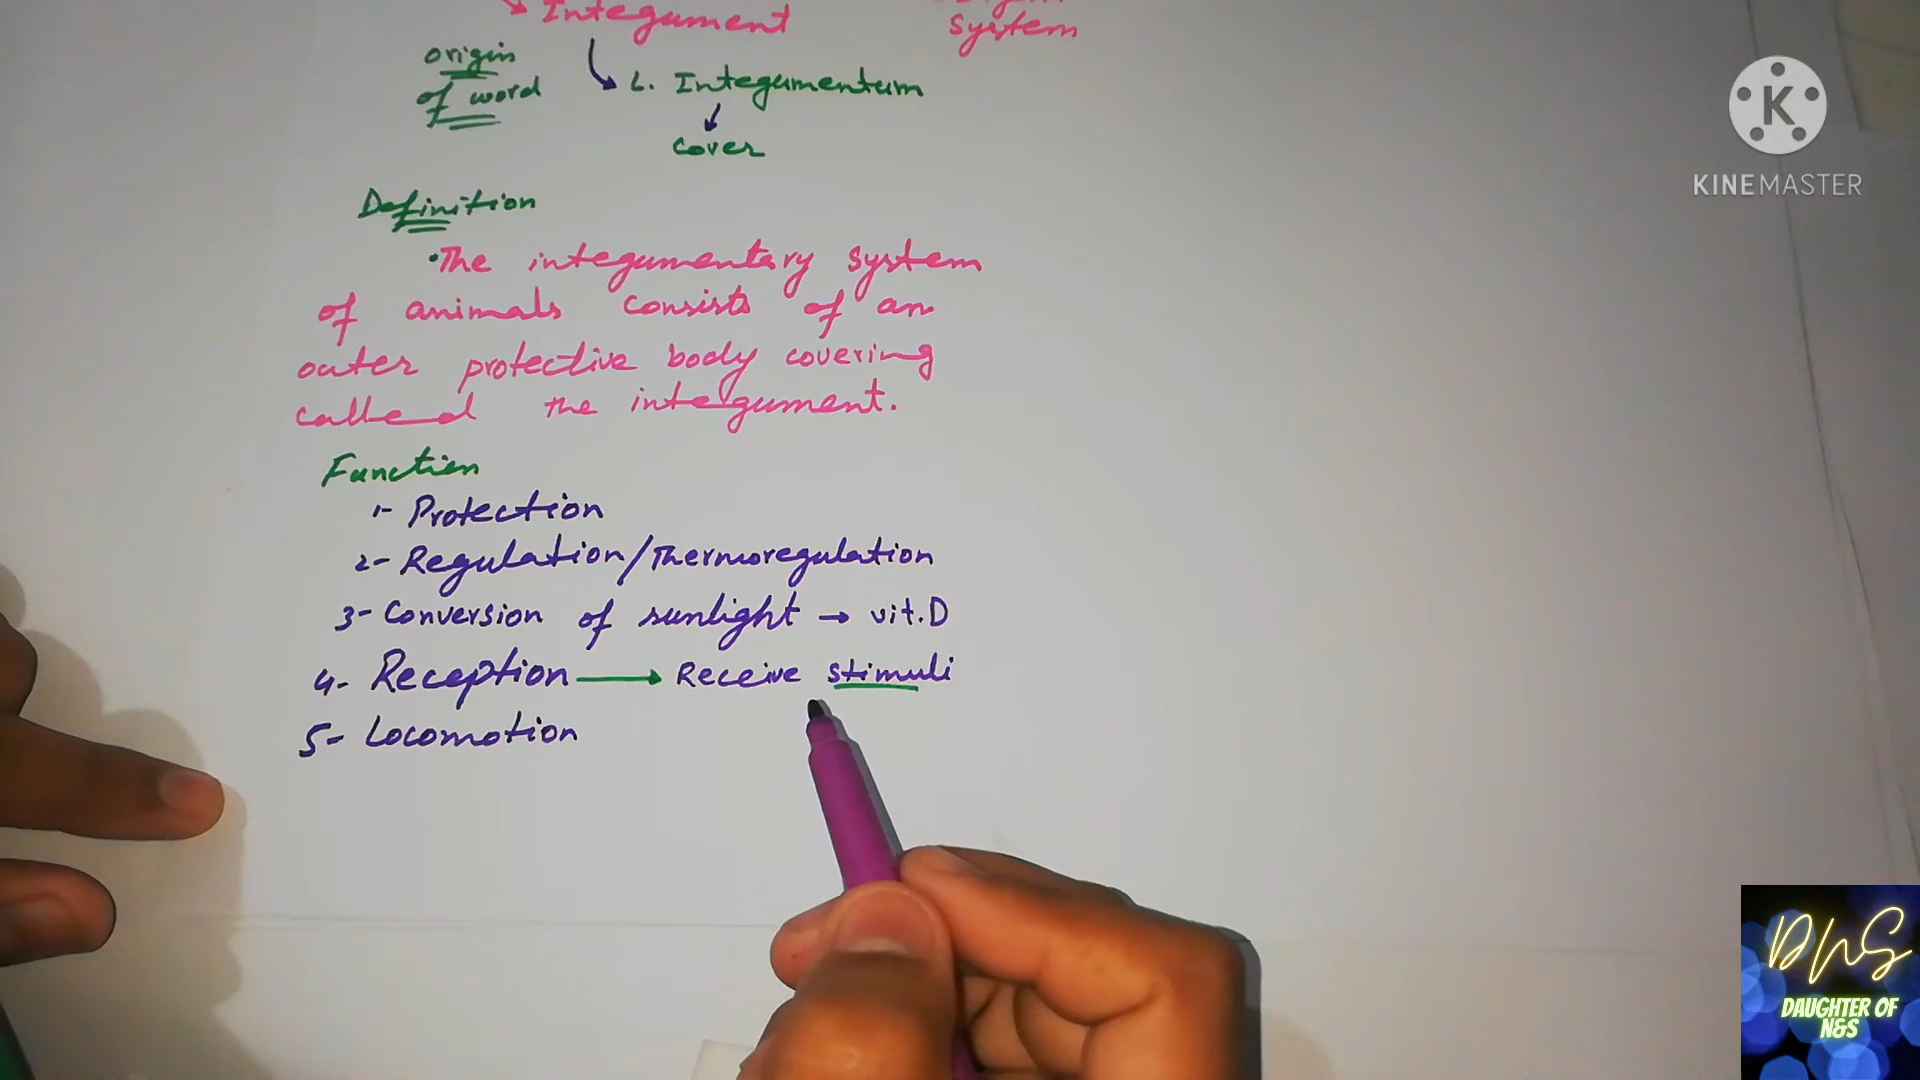 Integument
System
origin
of word
L. Integumentum
cover
Definition
•The integumentary system
of animals consists of an
outer protective body covering
called the integument.
Function
1- Protection
2- Regulation/Thermoregulation
3- Conversion of sunlight → vit.D
4- Reception → Receive stimuli
5- Locomotion
K
KINEMASTER
DNS
DAUGHTER OF
N&S